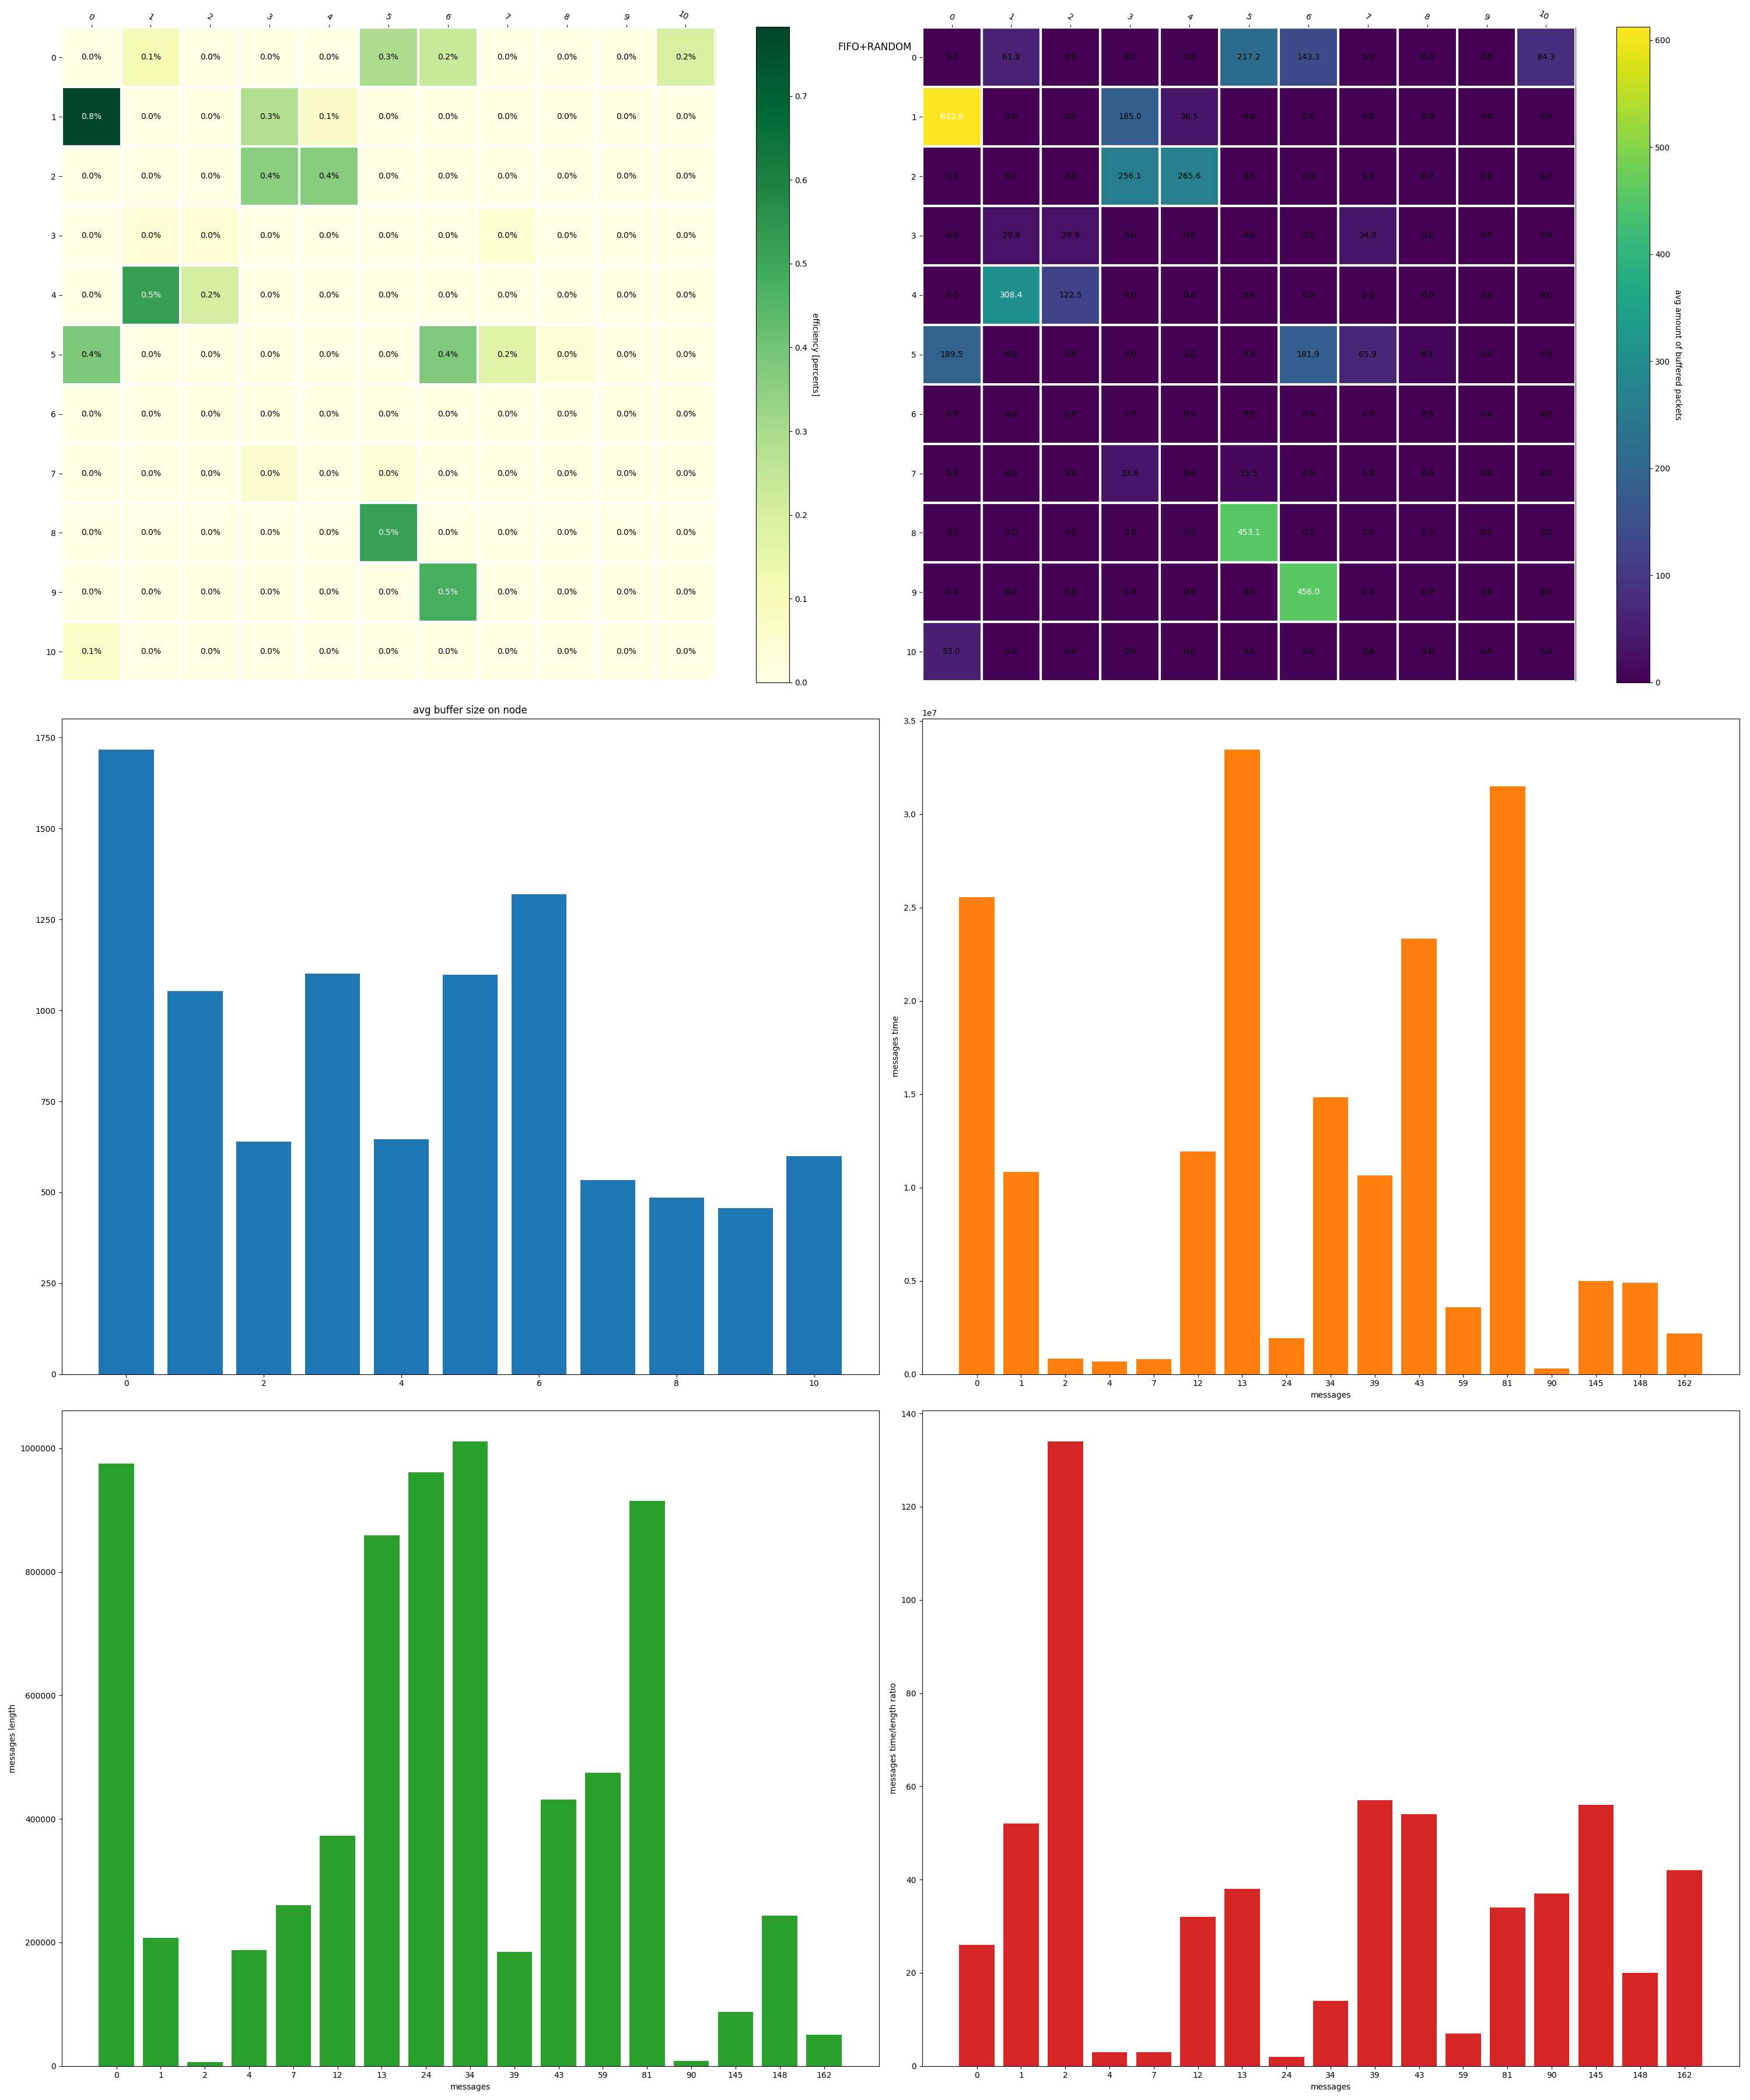 FIFO+RANDOM
0 1 2 3 4 5 6 7 8 9 10
0 0.0% 0.1% 0.0% 0.0% 0.0% 0.3% 0.2% 0.0% 0.0% 0.0% 0.2%
1 0.8% 0.0% 0.0% 0.3% 0.1% 0.0% 0.0% 0.0% 0.0% 0.0% 0.0%
2 0.0% 0.0% 0.0% 0.4% 0.4% 0.0% 0.0% 0.0% 0.0% 0.0% 0.0%
3 0.0% 0.0% 0.0% 0.0% 0.0% 0.0% 0.0% 0.0% 0.0% 0.0% 0.0%
4 0.0% 0.5% 0.2% 0.0% 0.0% 0.0% 0.0% 0.0% 0.0% 0.0% 0.0%
5 0.4% 0.0% 0.0% 0.0% 0.0% 0.0% 0.4% 0.2% 0.0% 0.0% 0.0%
6 0.0% 0.0% 0.0% 0.0% 0.0% 0.0% 0.0% 0.0% 0.0% 0.0% 0.0%
7 0.0% 0.0% 0.0% 0.0% 0.0% 0.0% 0.0% 0.0% 0.0% 0.0% 0.0%
8 0.0% 0.0% 0.0% 0.0% 0.0% 0.5% 0.0% 0.0% 0.0% 0.0% 0.0%
9 0.0% 0.0% 0.0% 0.0% 0.0% 0.0% 0.5% 0.0% 0.0% 0.0% 0.0%
10 0.1% 0.0% 0.0% 0.0% 0.0% 0.0% 0.0% 0.0% 0.0% 0.0% 0.0%
0.7
0.6
0.5
0.4
0.3
0.2
0.1
0.0
efficiency [percents]
0 1 2 3 4 5 6 7 8 9 10
0 0.0 61.8 0.0 0.0 0.0 217.2 143.3 0.0 0.0 0.0 84.3
1 612.6 0.0 0.0 185.0 36.5 0.0 0.0 0.0 0.0 0.0 0.0
2 0.0 0.0 0.0 256.1 265.6 0.0 0.0 0.0 0.0 0.0 0.0
3 0.0 29.8 28.9 0.0 0.0 0.0 0.0 34.0 0.0 0.0 0.0
4 0.0 308.4 122.5 0.0 0.0 0.0 0.0 0.0 0.0 0.0 0.0
5 189.5 0.0 0.0 0.0 0.0 0.0 181.9 65.9 9.1 0.0 0.0
6 0.0 0.0 0.0 0.0 0.0 0.0 0.0 0.0 0.0 0.0 0.0
7 0.0 0.0 0.0 33.6 0.0 15.5 0.0 0.0 0.0 0.0 0.0
8 0.0 0.0 0.0 0.0 0.0 453.1 0.0 0.0 0.0 0.0 0.0
9 0.0 0.0 0.0 0.0 0.0 0.0 456.0 0.0 0.0 0.0 0.0
10 53.0 0.0 0.0 0.0 0.0 0.0 0.0 0.0 0.0 0.0 0.0
600
500
400
300
200
100
0
avg amount of buffered packets
avg buffer size on node
1750
1500
1250
1000
750
500
250
0
0 2 4 6 8 10
1e7
3.5
3.0
2.5
2.0
1.5
1.0
0.5
0.0
messages time
0 1 2 4 7 12 13 24 34 39 43 59 81 90 145 148 162
messages
1000000
800000
600000
400000
200000
0
messages length
0 1 2 4 7 12 13 24 34 39 43 59 81 90 145 148 162
messages
140
120
100
80
60
40
20
0
messages time/length ratio
0 1 2 4 7 12 13 24 34 39 43 59 81 90 145 148 162
messages